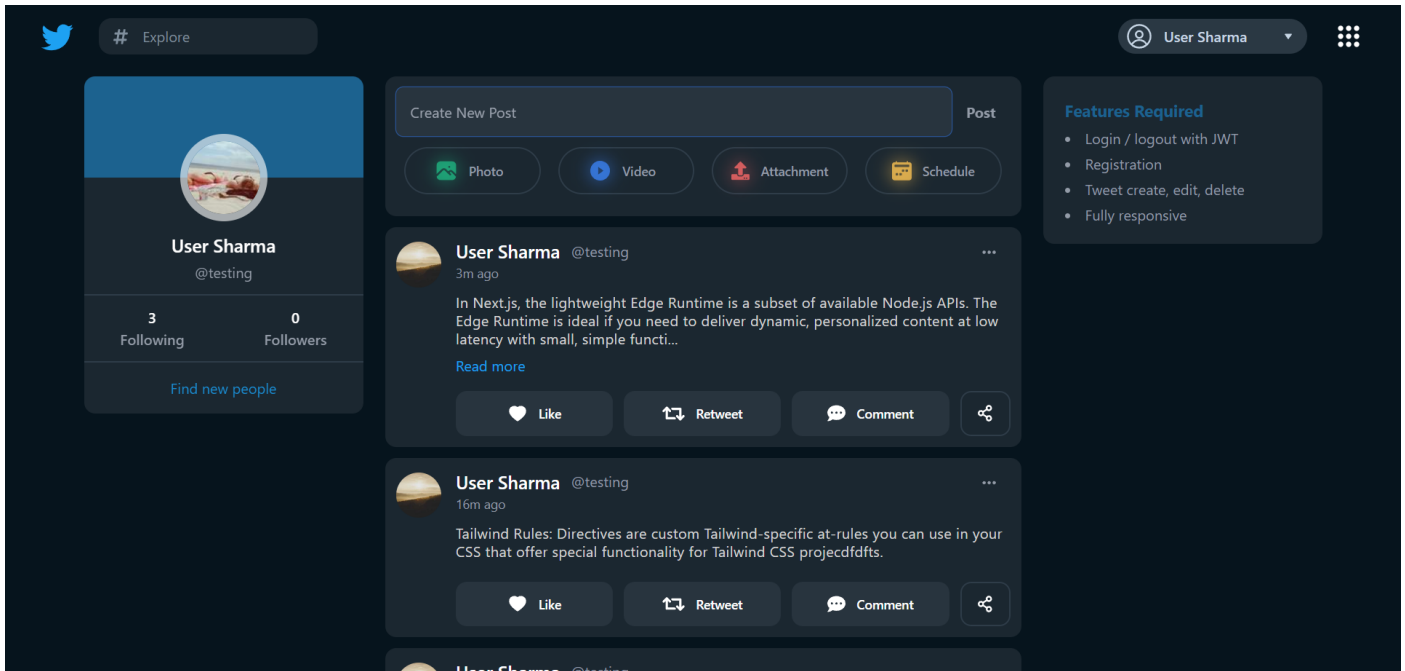 # Explore
User Sharma
User Sharma
@testing
3
Following
0
Followers
Find new people
Create New Post
Post
Photo
Video
Attachment
Schedule
User Sharma @testing
3m ago
In Next.js, the lightweight Edge Runtime is a subset of available Node.js APIs. The
Edge Runtime is ideal if you need to deliver dynamic, personalized content at low
latency with small, simple functi...
Read more
Like
Retweet
Comment
User Sharma @testing
16m ago
Tailwind Rules: Directives are custom Tailwind-specific at-rules you can use in your
CSS that offer special functionality for Tailwind CSS projecdfdfts.
Like
Retweet
Comment
User Sharma @testing
Features Required
• Login / logout with JWT
• Registration
• Tweet create, edit, delete
• Fully responsive